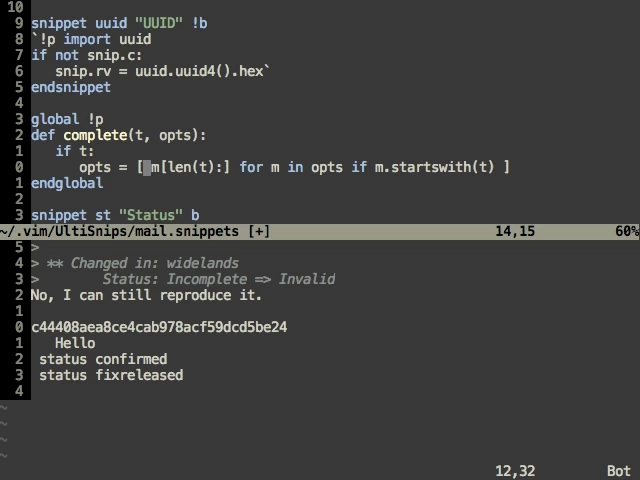 10
9 snippet uuid "UUID" !b
8 `!p import uuid
7 if not snip.c:
6    snip.rv = uuid.uuid4().hex`
5 endsnippet
4
3 global !p
2 def complete(t, opts):
1    if t:
0       opts = [ m[len(t):] for m in opts if m.startswith(t) ]
1 endglobal
2
3 snippet st "Status" b
~/.vim/UltiSnips/mail.snippets [+] 14,15 60%
5 >
4 > ** Changed in: widelands
3 >        Status: Incomplete => Invalid
2 No, I can still reproduce it.
1
0 c44408aea8ce4cab978acf59dcd5be24
1    Hello
2  status confirmed
3  status fixreleased
4
~
~
~
~
12,32 Bot